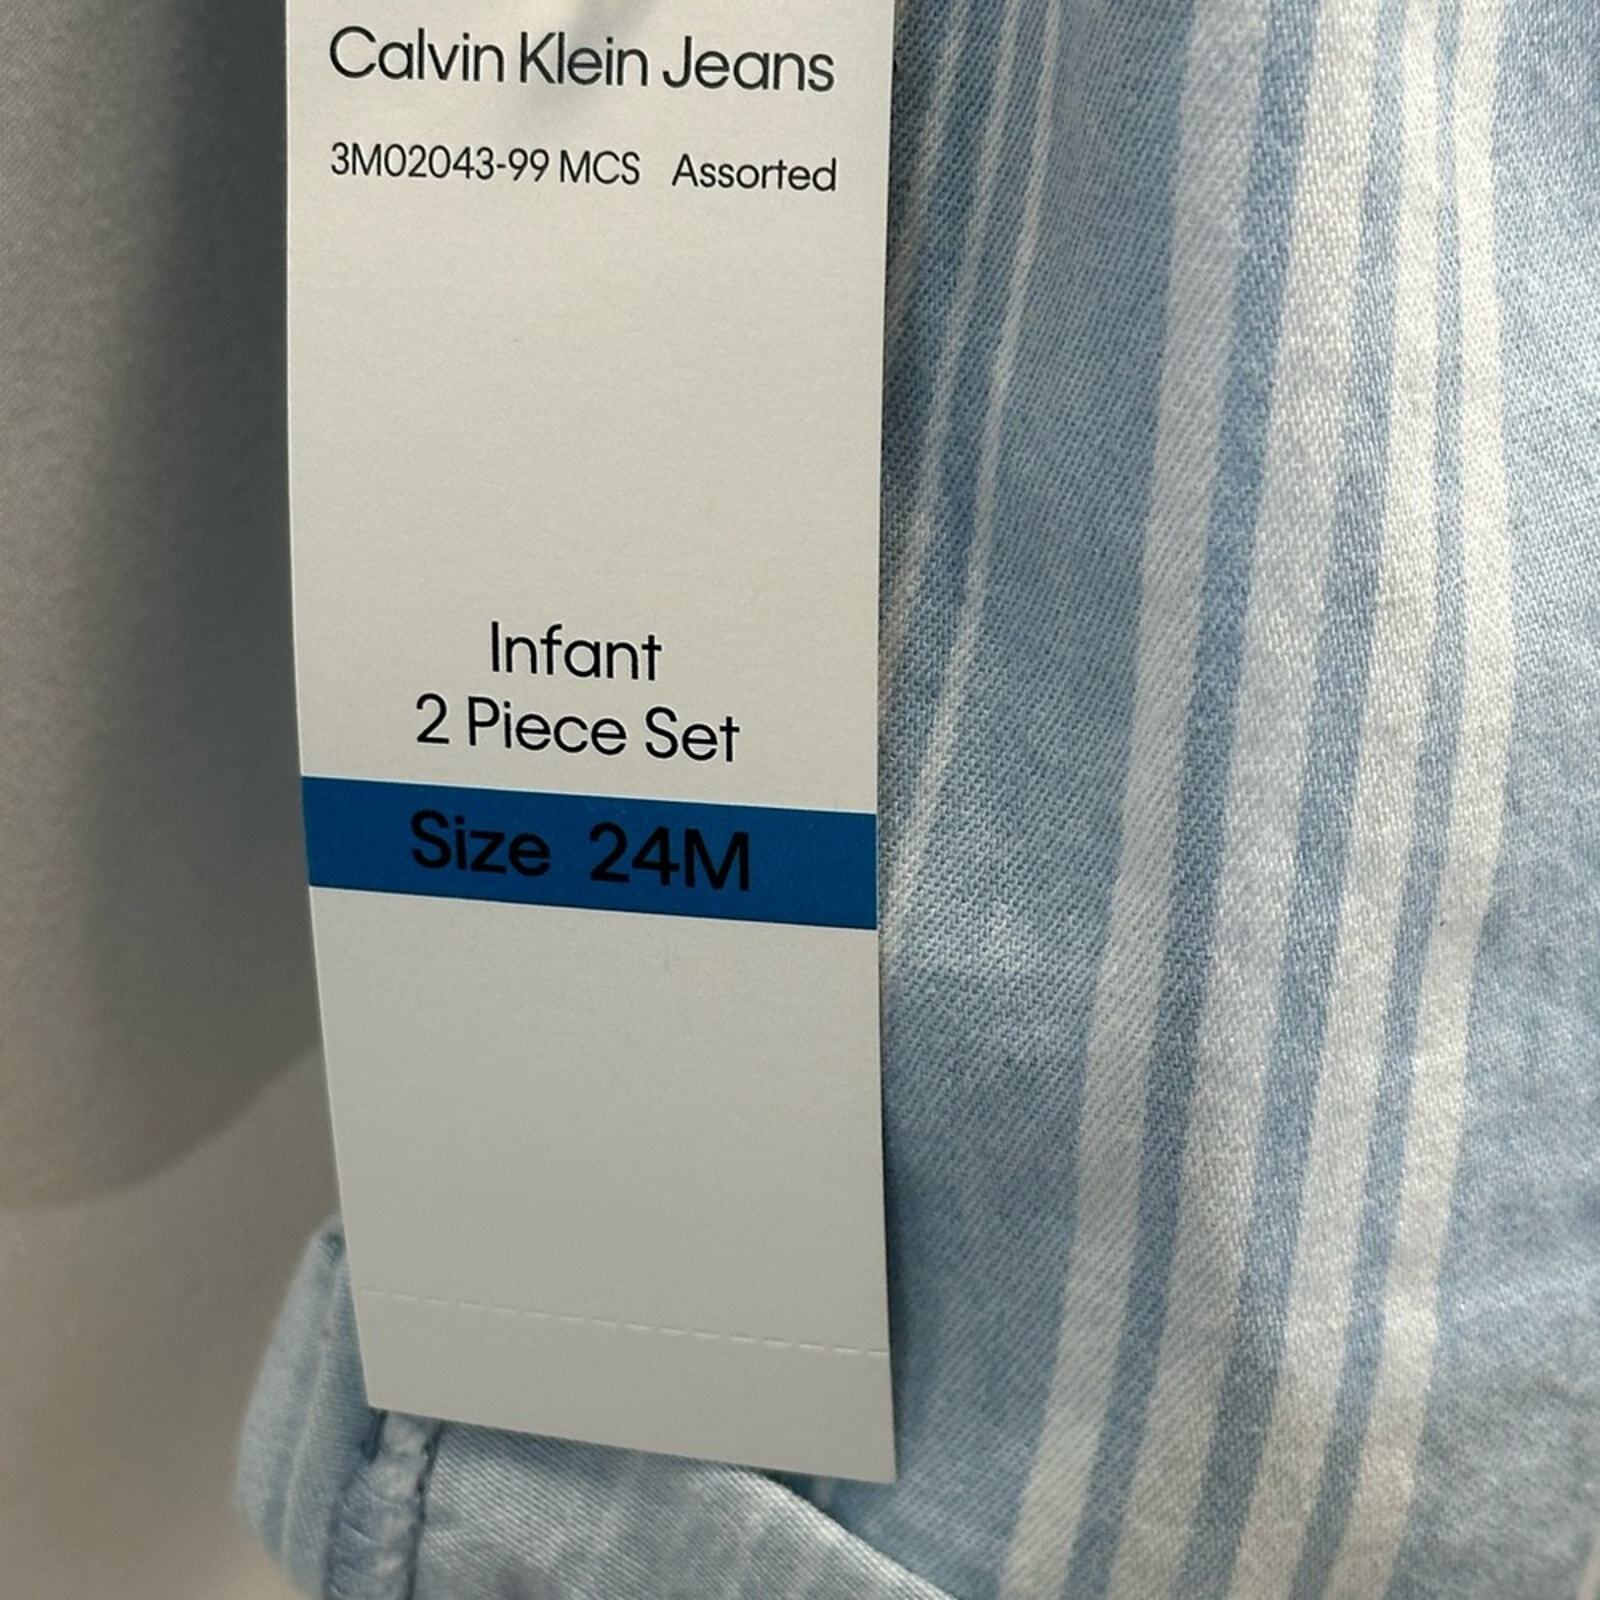 Calvin Klein Jeans
3M02043-99 MCS Assorted
Infant
2 Piece Set
Size 24M